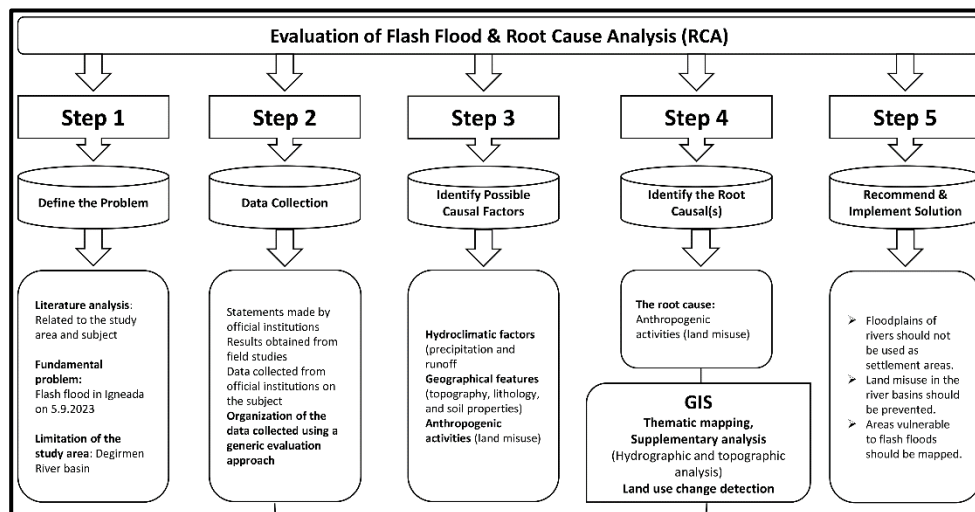 Evaluation of Flash Flood & Root Cause Analysis (RCA)
Step 1
Define the Problem
Literature analysis:
Related to the study
area and subject
Fundamental
problem:
Flash flood in Igneada
on 5.9.2023
Limitation of the
study area: Degirmen
River basin
Step 2
Data Collection
Statements made by
official institutions
Results obtained from
field studies
Data collected from
official institutions on
the subject
Organization of the
data collected using a
generic evaluation
approach
Step 3
Identify Possible
Causal Factors
Hydroclimatic factors
(precipitation and
runoff)
Geographical features
(topography, lithology,
and soil properties)
Anthropogenic
activities (land misuse)
Step 4
Identify the Root
Causal(s)
The root cause:
Anthropogenic
activities (land misuse)
GIS
Thematic mapping,
Supplementary analysis
(Hydrographic and topographic
analysis)
Land use change detection
Step 5
Recommend &
Implement Solution
➢ Floodplains of
rivers should not
be used as
settlement areas.
➢ Land misuse in the
river basins should
be prevented.
➢ Areas vulnerable
to flash floods
should be mapped.